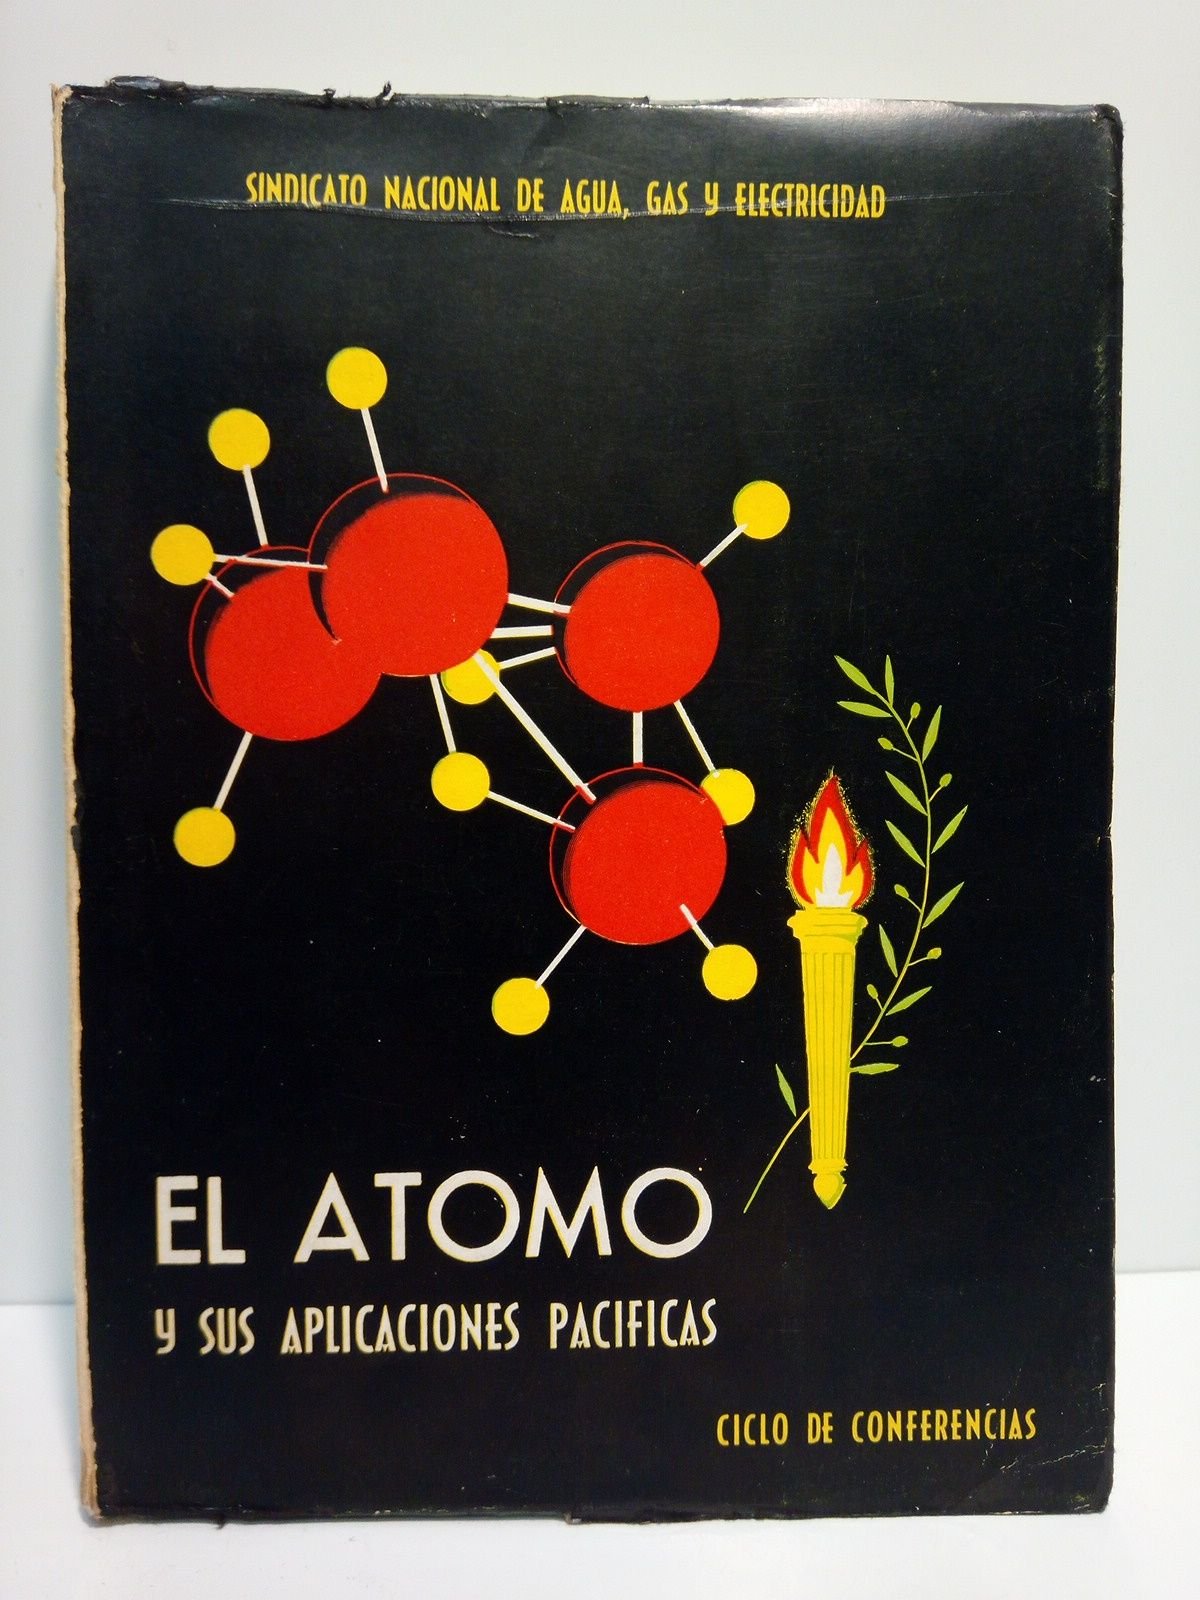 SINDICATO NACIONAL DE AGUA, GAS Y ELECTRICIDAD
EL ATOMO
Y SUS APLICACIONES PACIFICAS
CICLO DE CONFERENCIAS